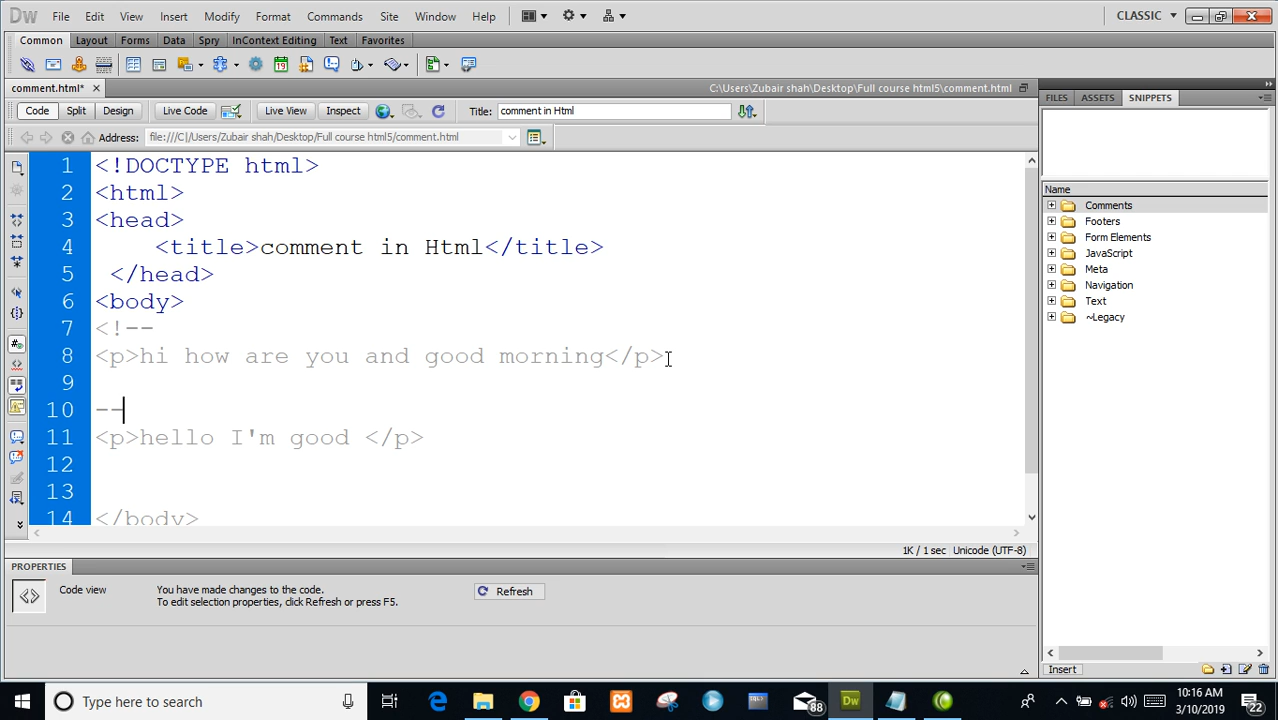 Dw File Edit View Insert Modify Format Commands Site Window Help CLASSIC
Common Layout Forms Data Spry InContext Editing Text Favorites
comment.html* C:\Users\Zubair shah\Desktop\Full course html5\comment.html
Code Split Design Live Code Live View Inspect Title: comment in Html
Address: file:///C|/Users/Zubair shah/Desktop/Full course html5/comment.html
1 <!DOCTYPE html>
2 <html>
3 <head>
4 <title>comment in Html</title>
5 </head>
6 <body>
7 <!--
8 <p>hi how are you and good morning</p>
9
10 --
11 <p>hello I'm good </p>
12
13
14 </body>
1K / 1 sec Unicode (UTF-8)
PROPERTIES
Code view
You have made changes to the code.
To edit selection properties, click Refresh or press F5.
Refresh
FILES ASSETS SNIPPETS
Name
Comments
Footers
Form Elements
JavaScript
Meta
Navigation
Text
~Legacy
Insert
Type here to search
88
Dw
10:16 AM
3/10/2019
22